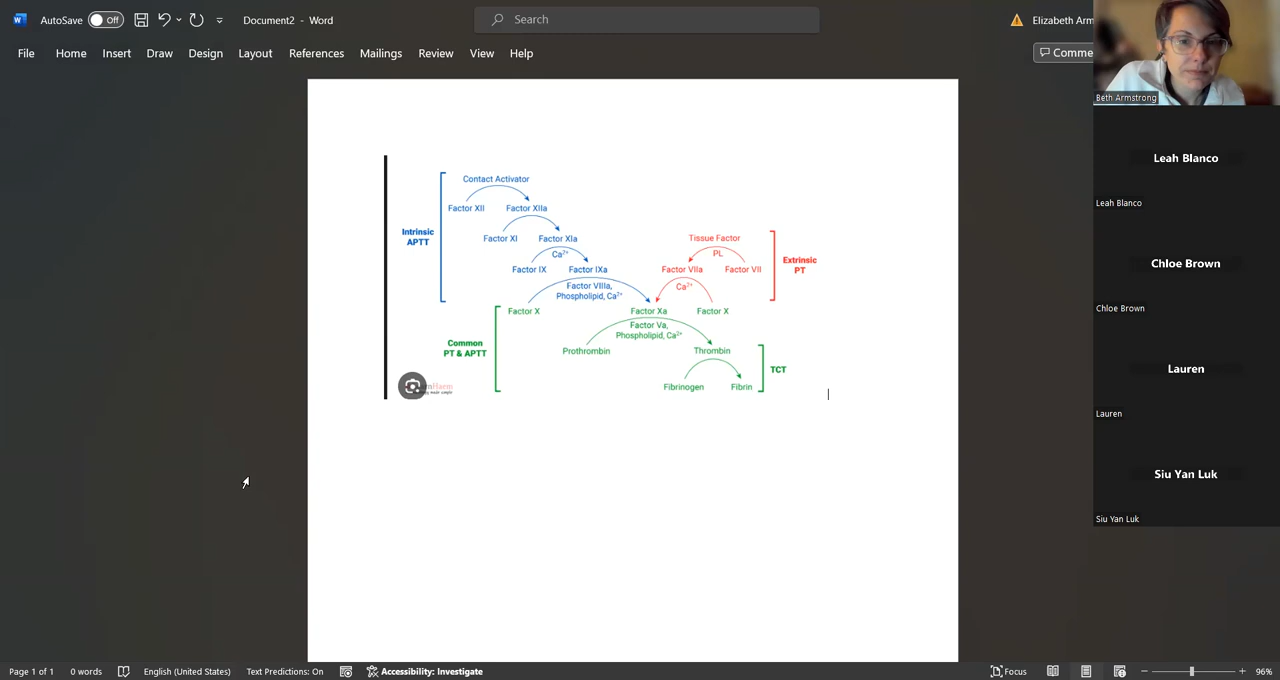 AutoSave Off Document2 - Word Search Elizabeth Arm
File Home Insert Draw Design Layout References Mailings Review View Help Comme
Beth Armstrong
Leah Blanco
Leah Blanco
Chloe Brown
Chloe Brown
Lauren
Lauren
Siu Yan Luk
Siu Yan Luk
Contact Activator
Factor XII Factor XIIa
Intrinsic
APTT
Factor XI Factor XIa
Ca²⁺
Factor IX Factor IXa
Factor VIIIa,
Phospholipid, Ca²⁺
Tissue Factor
PL
Factor VIIa Factor VII
Ca²⁺
Extrinsic
PT
Factor X Factor Xa Factor X
Factor Va,
Phospholipid, Ca²⁺
Common
PT & APTT
Prothrombin Thrombin
Fibrinogen Fibrin
TCT
Page 1 of 1 0 words English (United States) Text Predictions: On Accessibility: Investigate Focus 96%